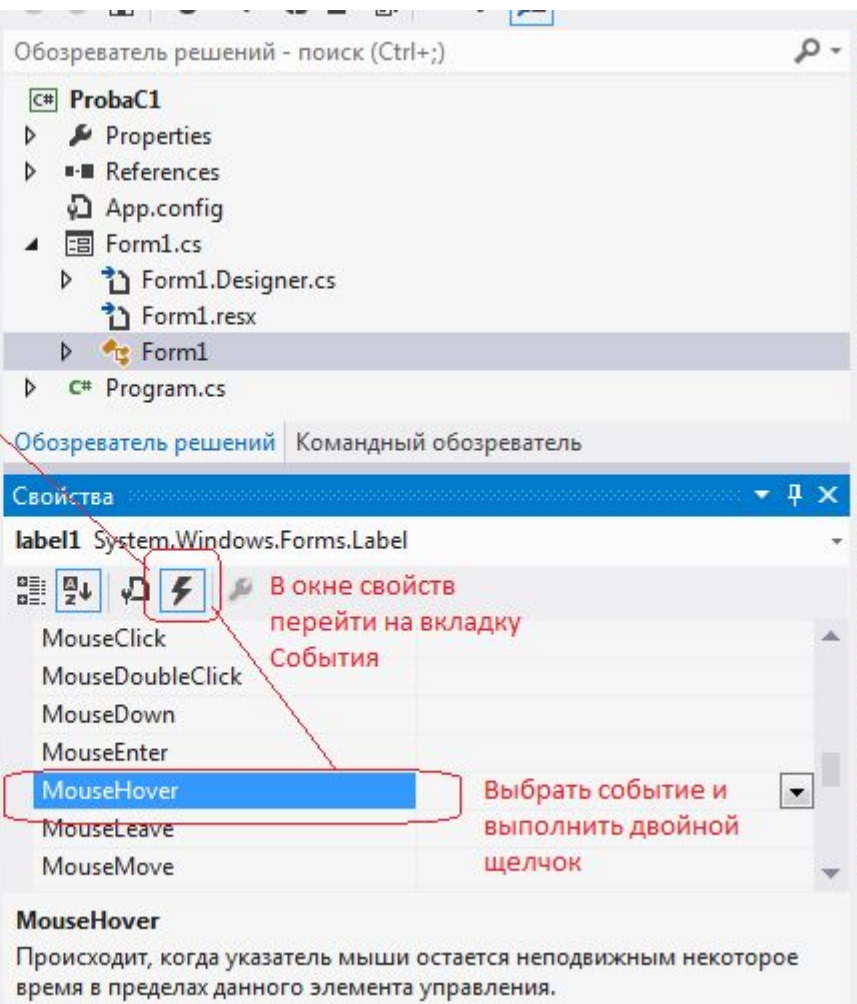 Обозреватель решений - поиск (Ctrl+;)
C# ProbaC1
Properties
References
App.config
Form1.cs
Form1.Designer.cs
Form1.resx
Form1
C# Program.cs
Обозреватель решений Командный обозреватель
Свойства
label1 System.Windows.Forms.Label
В окне свойств
перейти на вкладку
События
MouseClick
MouseDoubleClick
MouseDown
MouseEnter
MouseHover
MouseLeave
MouseMove
Выбрать событие и
выполнить двойной
щелчок
MouseHover
Происходит, когда указатель мыши остается неподвижным некоторое
время в пределах данного элемента управления.